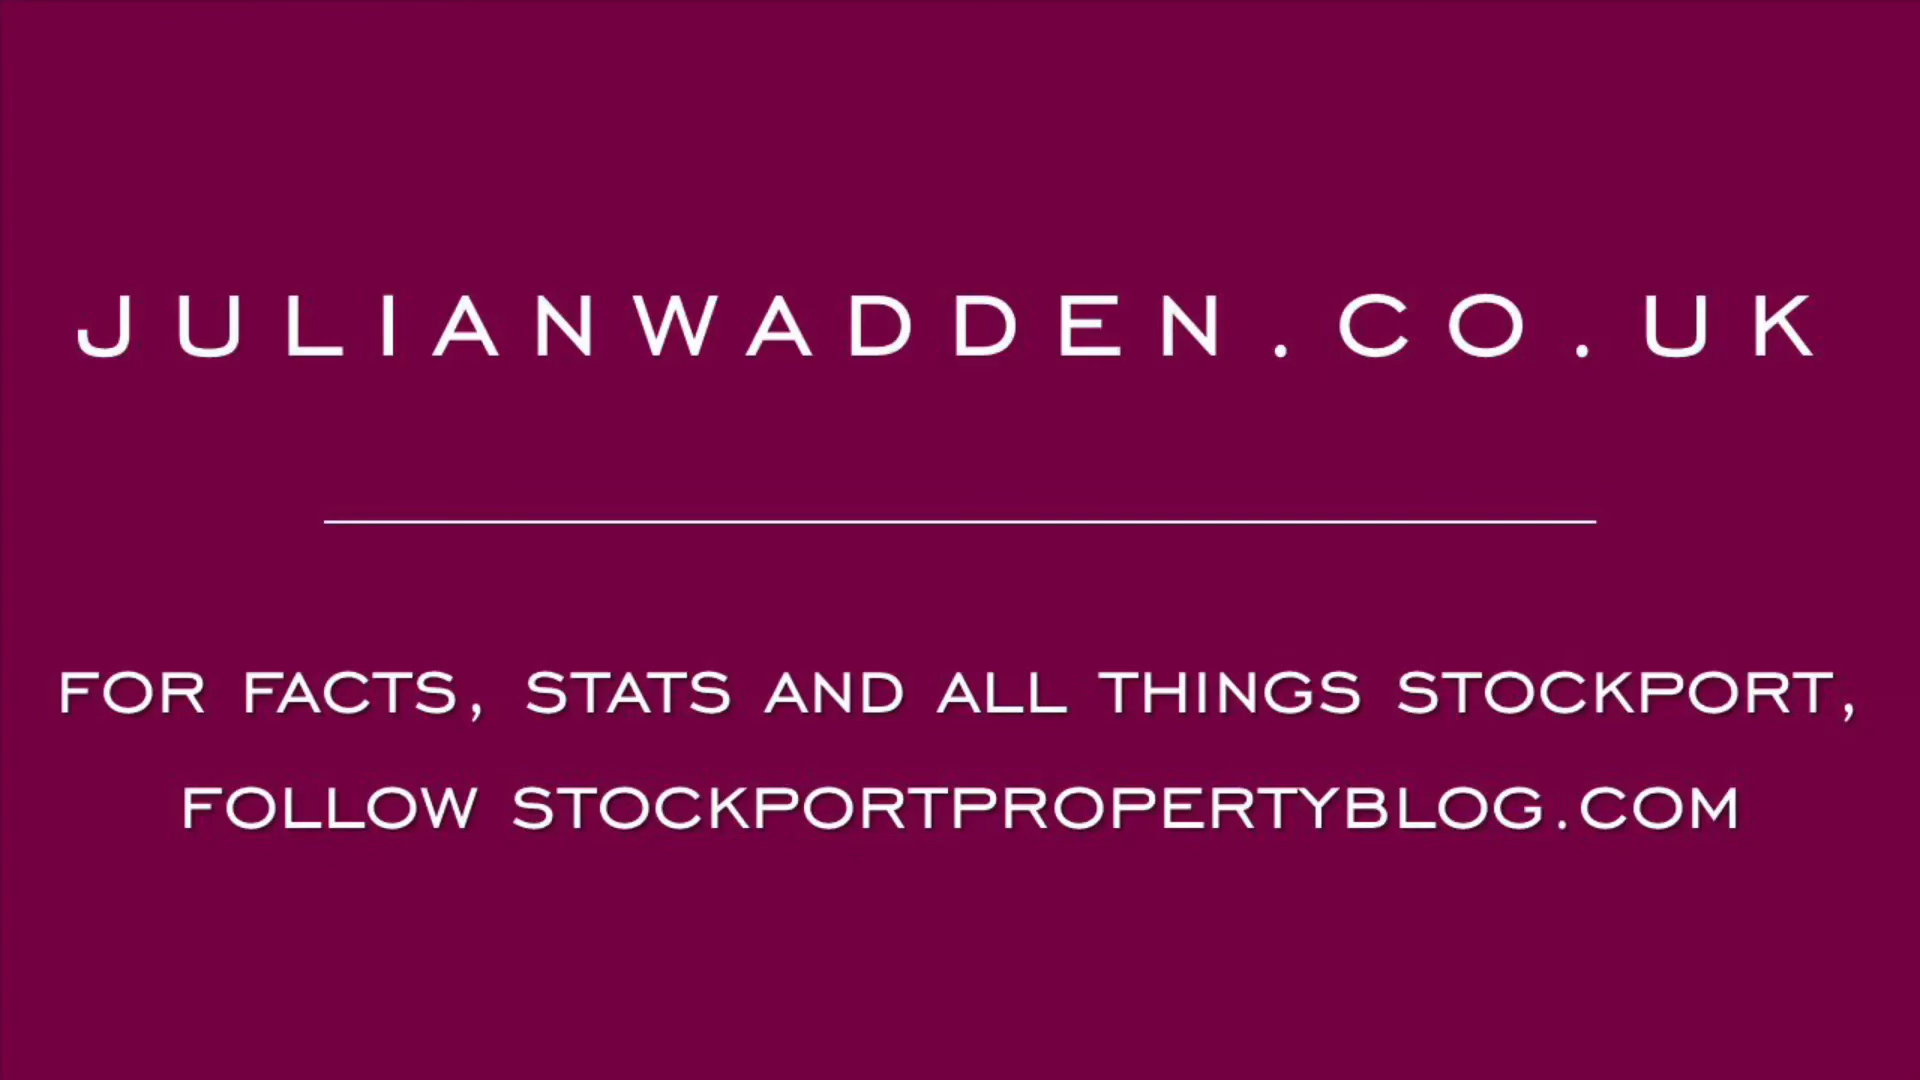 JULIANWADDEN.CO.UK
FOR FACTS, STATS AND ALL THINGS STOCKPORT,
FOLLOW STOCKPORTPROPERTYBLOG.COM